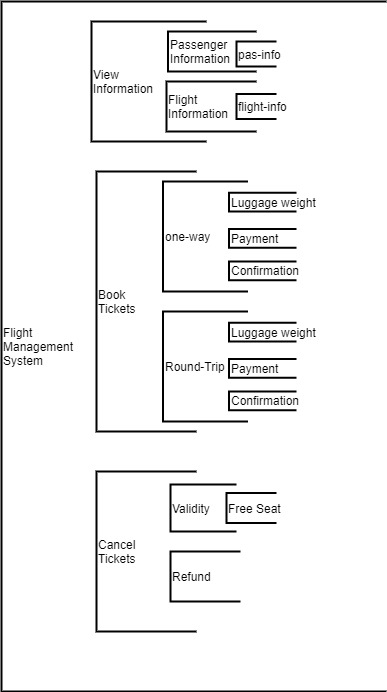 Flight
Management
System
View
Information
Passenger
Information
pas-info
Flight
Information
flight-info
Book
Tickets
one-way
Luggage weight
Payment
Confirmation
Round-Trip
Luggage weight
Payment
Confirmation
Cancel
Tickets
Validity
Free Seat
Refund